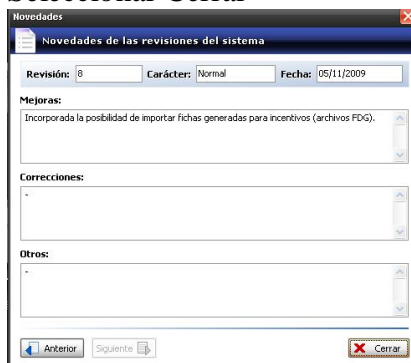 Seleccionar Cerrar
Novedades
Novedades de las revisiones del sistema
Revisión: 8 Carácter: Normal Fecha: 05/11/2009
Mejoras:
Incorporada la posibilidad de importar fichas generadas para incentivos (archivos FDG).
Correcciones:
-
Otros:
-
Anterior Siguiente Cerrar